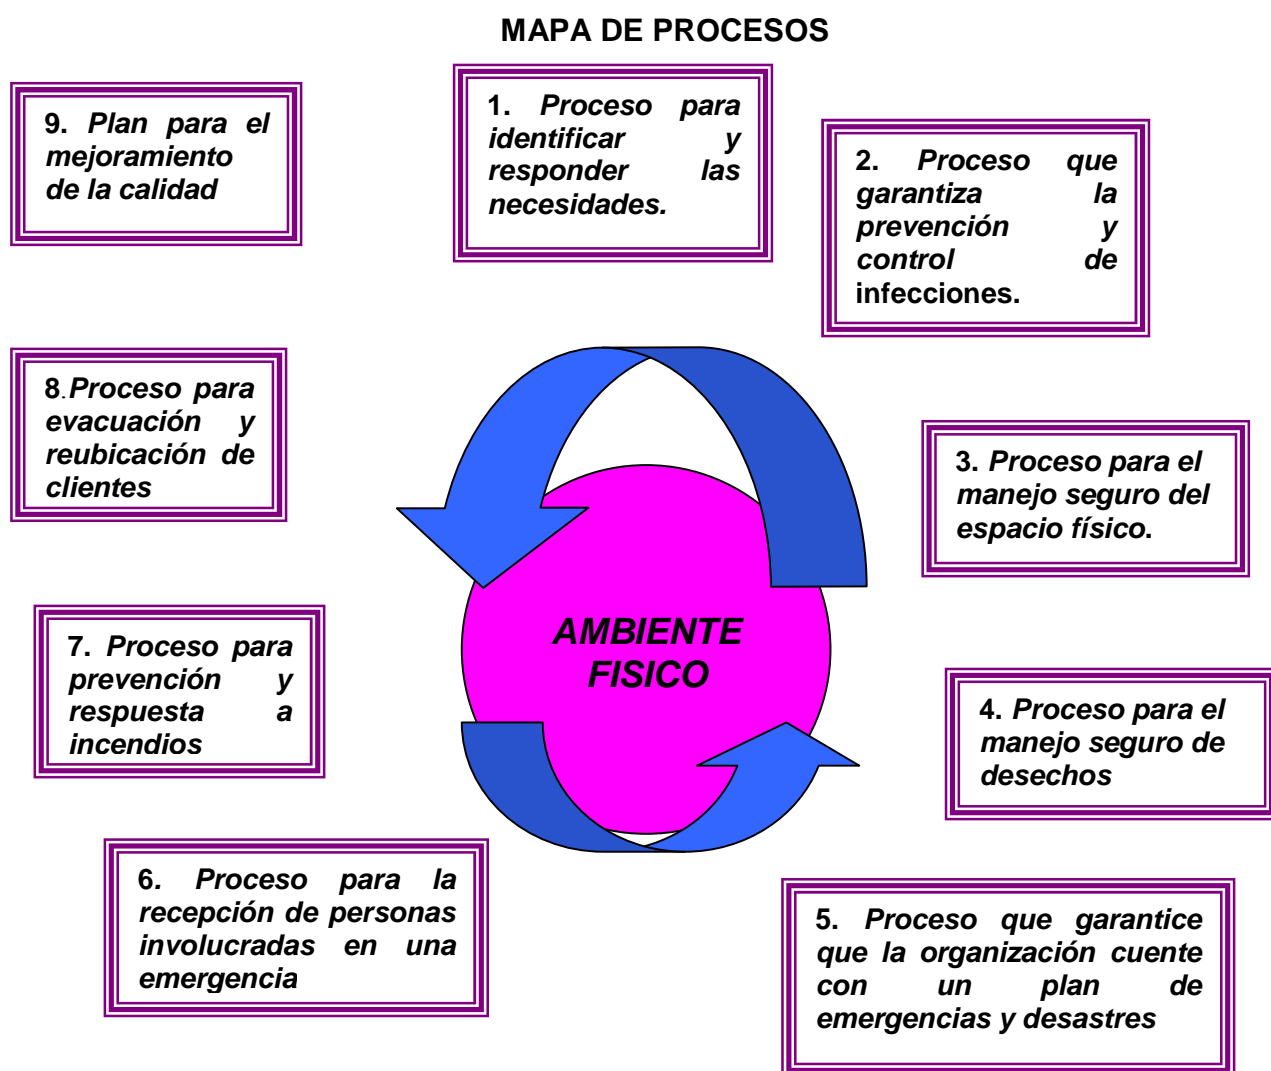 MAPA DE PROCESOS
1. Proceso para
identificar y
responder las
necesidades.
2. Proceso que
garantiza la
prevención y
control de
infecciones.
3. Proceso para el
manejo seguro del
espacio físico.
4. Proceso para el
manejo seguro de
desechos
5. Proceso que garantice
que la organización cuente
con un plan de
emergencias y desastres
6. Proceso para la
recepción de personas
involucradas en una
emergencia
7. Proceso para
prevención y
respuesta a
incendios
8.Proceso para
evacuación y
reubicación de
clientes
9. Plan para el
mejoramiento
de la calidad
AMBIENTE
FISICO